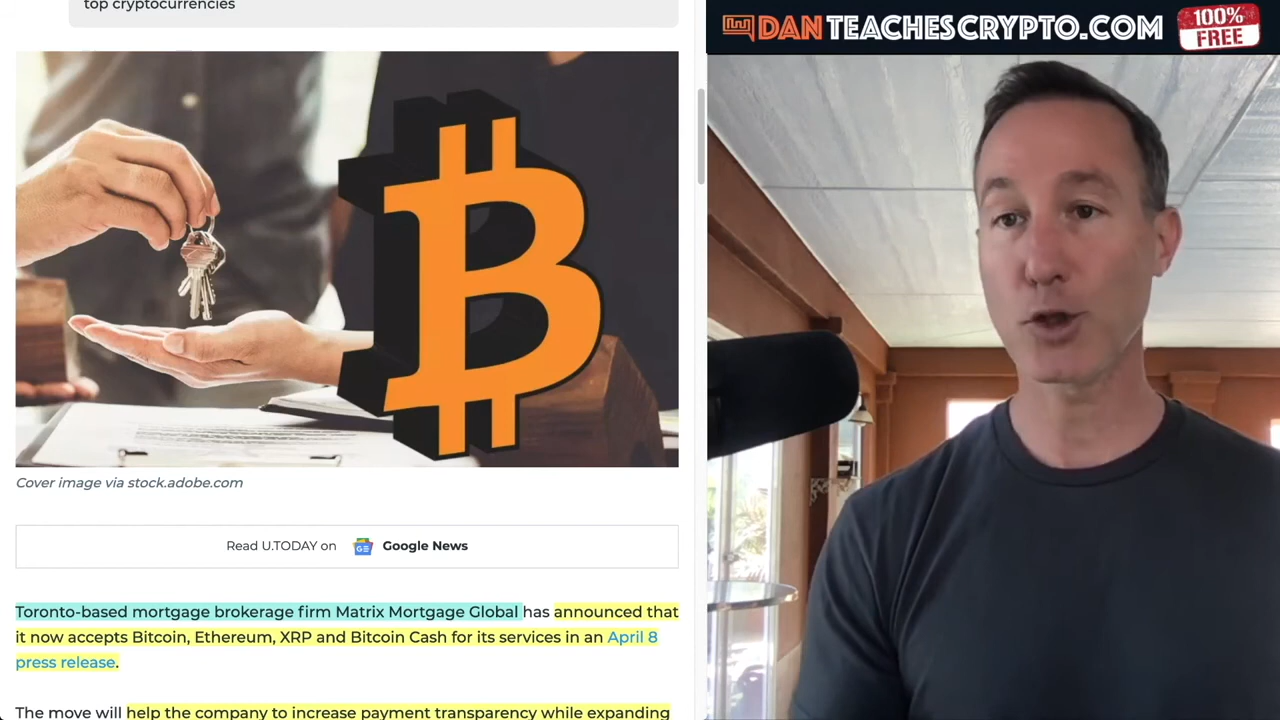 top cryptocurrencies
Cover image via stock.adobe.com
Read U.TODAY on GE Google News
Toronto-based mortgage brokerage firm Matrix Mortgage Global has announced that
it now accepts Bitcoin, Ethereum, XRP and Bitcoin Cash for its services in an April 8
press release.
The move will help the company to increase payment transparency while expanding
DANTEACHESCRYPTO.COM
100%
FREE